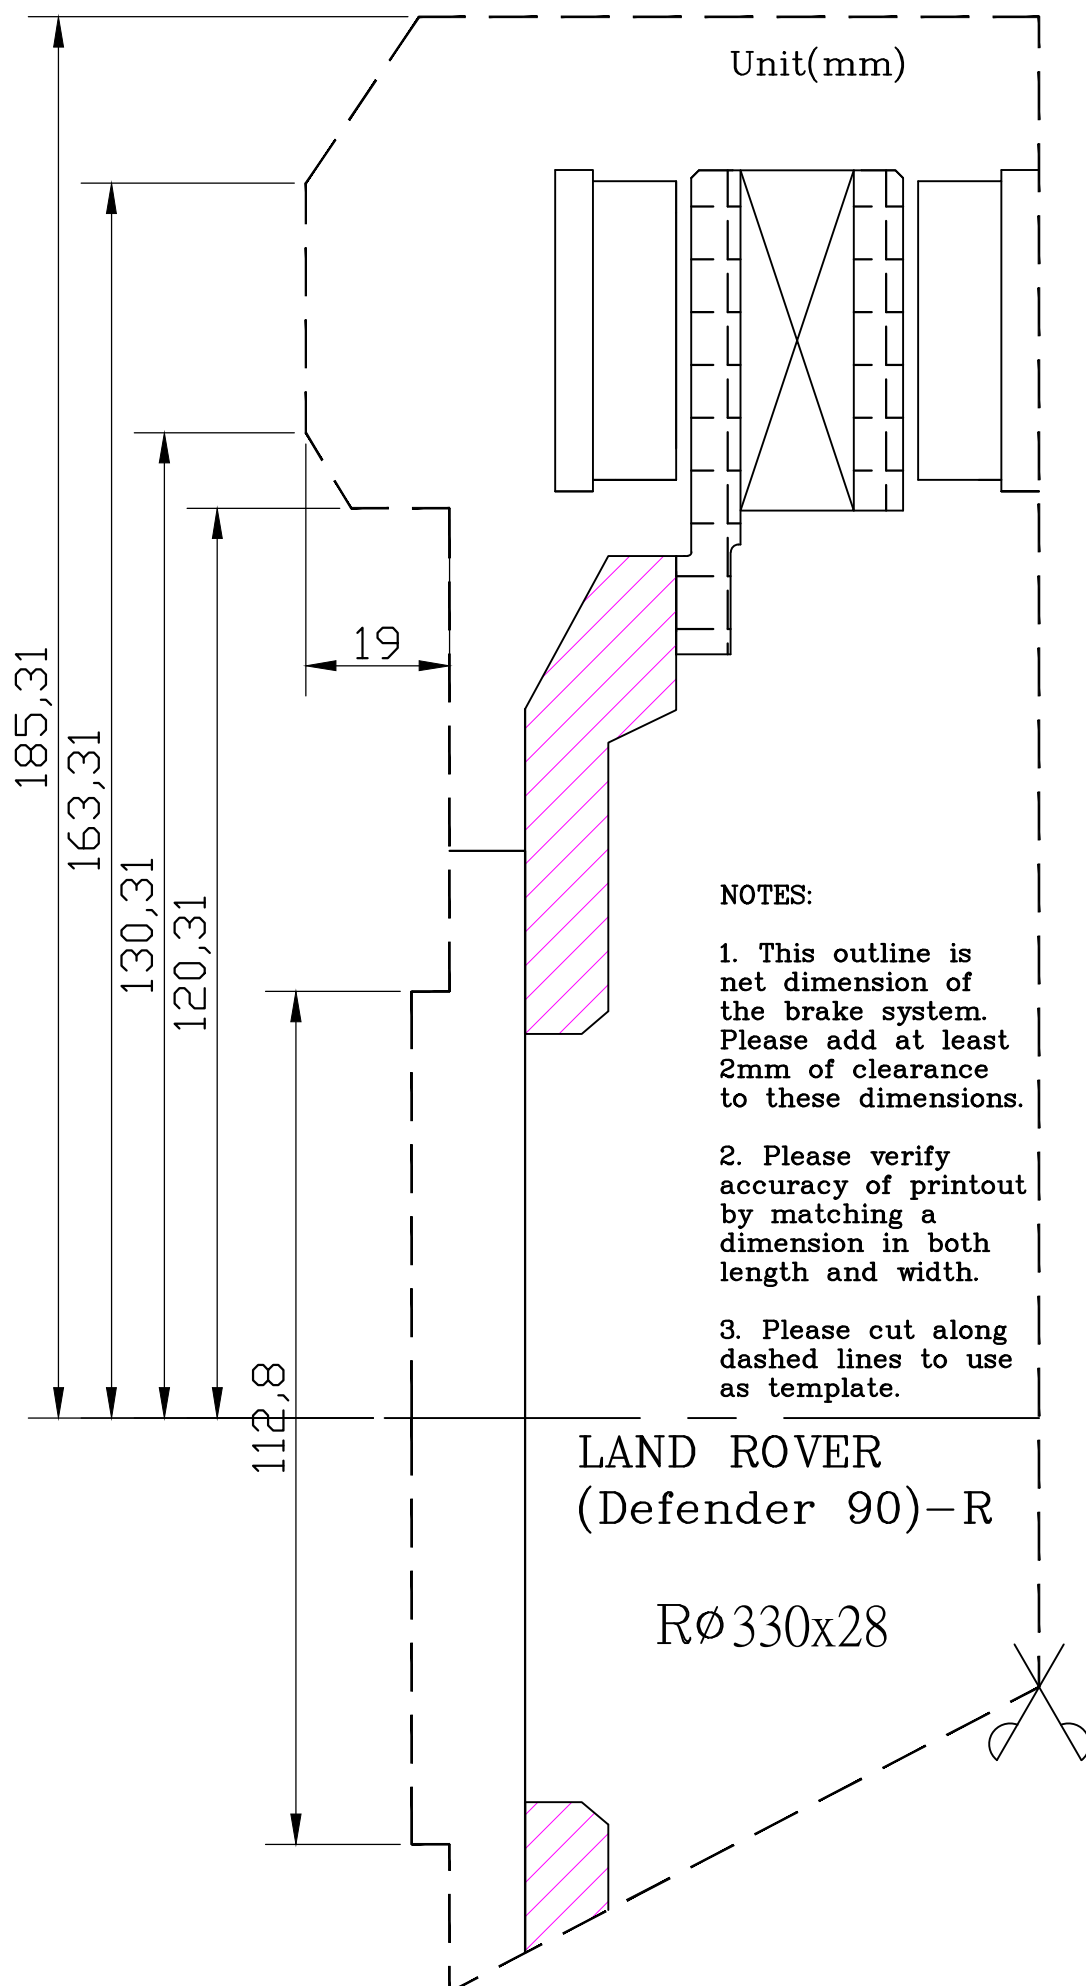 Unit(mm)
19
185,31
163,31
130,31
120,31
112,8
NOTES:
1. This outline is
net dimension of
the brake system.
Please add at least
2mm of clearance
to these dimensions.
2. Please verify
accuracy of printout
by matching a
dimension in both
length and width.
3. Please cut along
dashed lines to use
as template.
LAND ROVER
(Defender 90)-R
Rø330x28